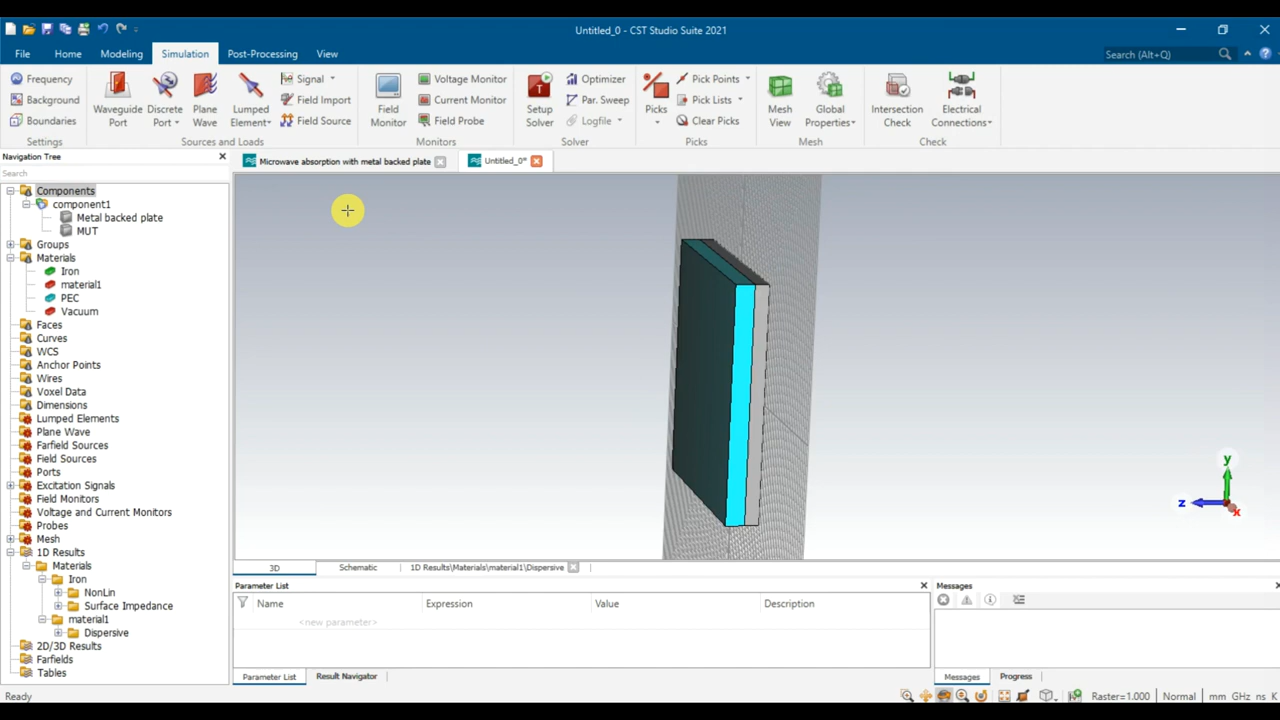 Untitled_0 - CST Studio Suite 2021
File Home Modeling Simulation Post-Processing View Search (Alt+Q)
Frequency
Background
Boundaries
Settings
Waveguide Port
Discrete Port
Plane Wave
Lumped Element
Signal
Field Import
Field Source
Sources and Loads
Field Monitor
Voltage Monitor
Current Monitor
Field Probe
Monitors
Setup Solver
Optimizer
Par. Sweep
Logfile
Solver
Picks
Pick Points
Pick Lists
Clear Picks
Picks
Mesh View
Global Properties
Mesh
Intersection Check
Electrical Connections
Check
Navigation Tree
Search
Components
component1
Metal backed plate
MUT
Groups
Materials
Iron
material1
PEC
Vacuum
Faces
Curves
WCS
Anchor Points
Wires
Voxel Data
Dimensions
Lumped Elements
Plane Wave
Farfield Sources
Field Sources
Ports
Excitation Signals
Field Monitors
Voltage and Current Monitors
Probes
Mesh
1D Results
Materials
Iron
NonLin
Surface Impedance
material1
Dispersive
2D/3D Results
Farfields
Tables
Microwave absorption with metal backed plate
Untitled_0*
y
z
x
3D Schematic 1D Results\Materials\material1\Dispersive
Parameter List
Name Expression Value Description
<new parameter>
Parameter List Result Navigator
Messages
Messages Progress
Ready
Raster=1.000 Normal mm GHz ns K